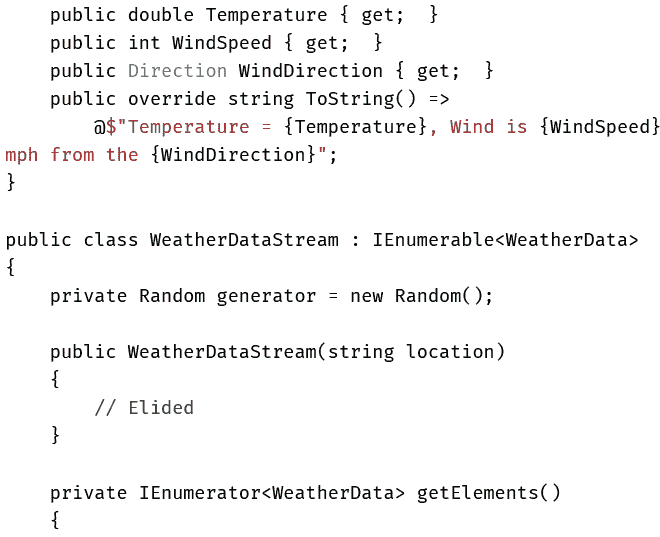 public double Temperature { get;  }
    public int WindSpeed { get;  }
    public Direction WindDirection { get;  }
    public override string ToString() =>
        @$"Temperature = {Temperature}, Wind is {WindSpeed}
mph from the {WindDirection}";
}

public class WeatherDataStream : IEnumerable<WeatherData>
{
    private Random generator = new Random();

    public WeatherDataStream(string location)
    {
        // Elided
    }

    private IEnumerator<WeatherData> getElements()
    {